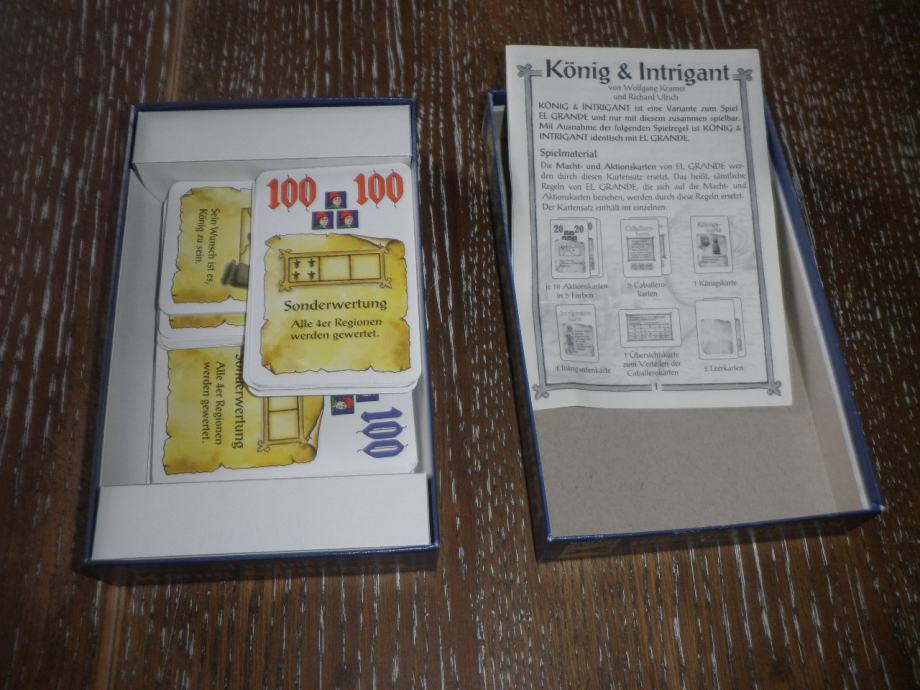 100 100
Sonderwertung
Alle 4er Regionen
werden gewertet.
Sein Wunsch ist es,
König zu sein.
Sonderwertung
Alle 4er Regionen
werden gewertet.
100
König & Intrigant
von Wolfgang Kramer
und Richard Ulrich
KÖNIG & INTRIGANT ist eine Variante zum Spiel
EL GRANDE und nur mit diesem zusammen spielbar.
Mit Ausnahme der folgenden Spielregel ist KÖNIG &
INTRIGANT identisch mit EL GRANDE.
Spielmaterial
Die Macht- und Aktionskarten von EL GRANDE wer-
den durch diesen Kartensatz ersetzt. Das heißt, sämtliche
Regeln von EL GRANDE, die sich auf die Macht- und
Aktionskarten beziehen, werden durch diese Regeln ersetzt.
Der Kartensatz enthält im einzelnen:
20 20
je 18 Aktionskarten
in 5 Farben
5 Caballero-
karten
1 Königskarte
1 Intrigantenkarte
1 Übersichtskarte
zum Verteilen der
Caballerokarten
5 Leerkarten
1